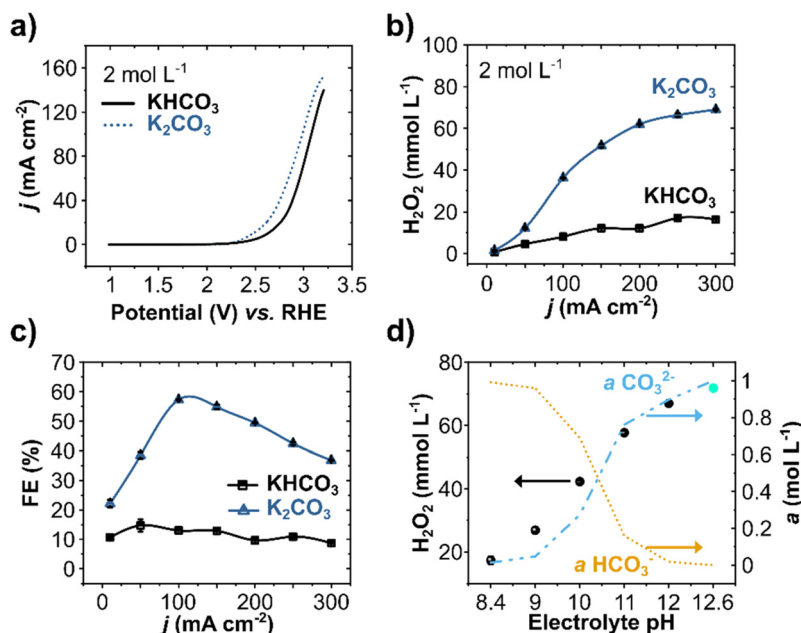 a)
2 mol L⁻¹
KHCO₃
K₂CO₃
j (mA cm⁻²)
160
120
80
40
0
1 1.5 2 2.5 3 3.5
Potential (V) vs. RHE
b)
2 mol L⁻¹
K₂CO₃
KHCO₃
H₂O₂ (mmol L⁻¹)
100
80
60
40
20
0
0 100 200 300
j (mA cm⁻²)
c)
KHCO₃
K₂CO₃
FE (%)
70
60
50
40
30
20
10
0
0 100 200 300
j (mA cm⁻²)
d)
a CO₃²⁻
a HCO₃⁻
H₂O₂ (mmol L⁻¹)
80
60
40
20
a (mol L⁻¹)
1
0.8
0.6
0.4
0.2
0
8.4 9 10 11 12 12.6
Electrolyte pH